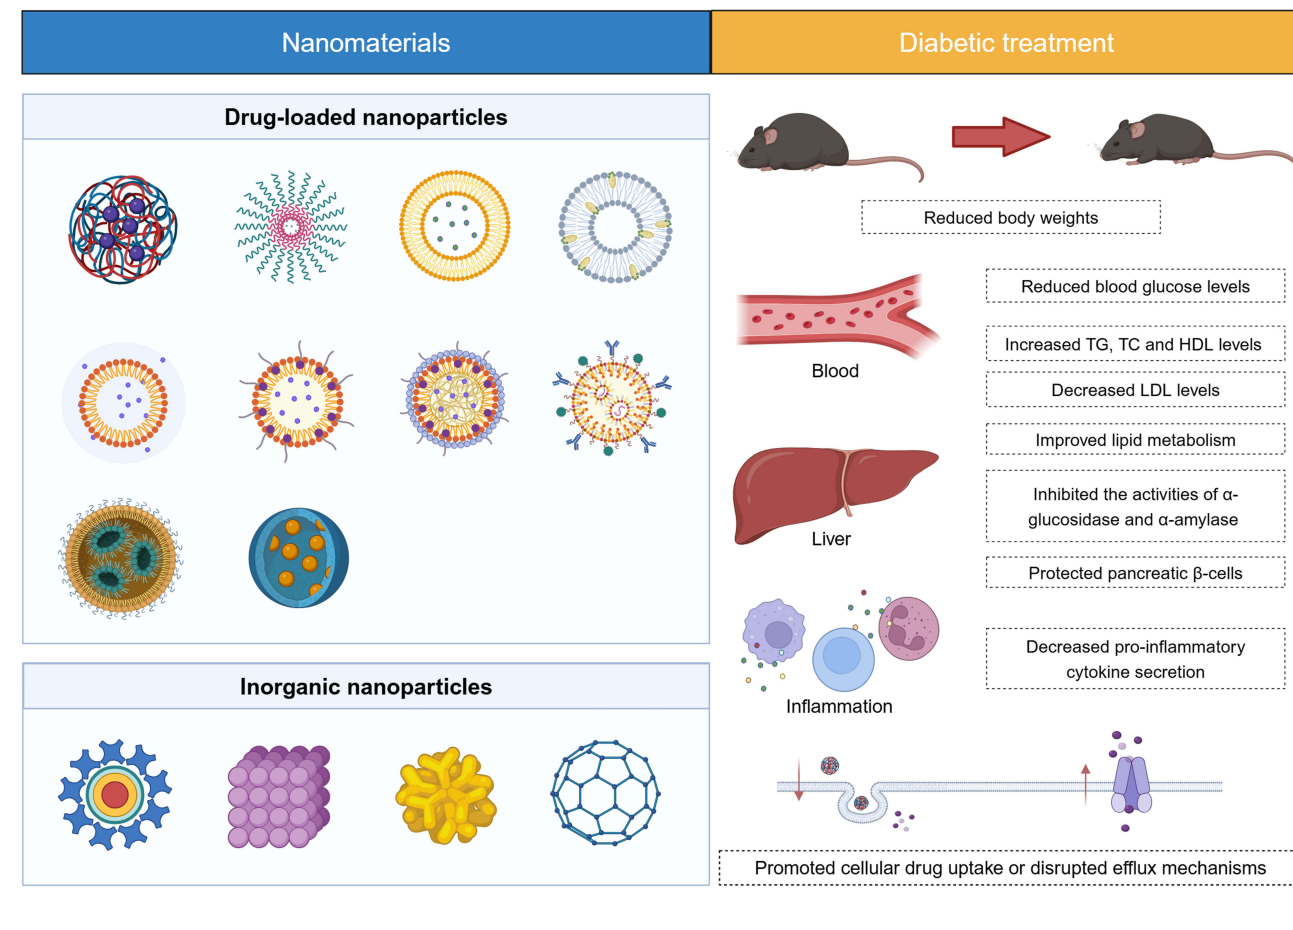 Nanomaterials
Diabetic treatment
Drug-loaded nanoparticles
Reduced body weights
Reduced blood glucose levels
Increased TG, TC and HDL levels
Blood
Decreased LDL levels
Improved lipid metabolism
Inhibited the activities of α-
glucosidase and α-amylase
Liver
Protected pancreatic β-cells
Decreased pro-inflammatory
cytokine secretion
Inflammation
Inorganic nanoparticles
Promoted cellular drug uptake or disrupted efflux mechanisms